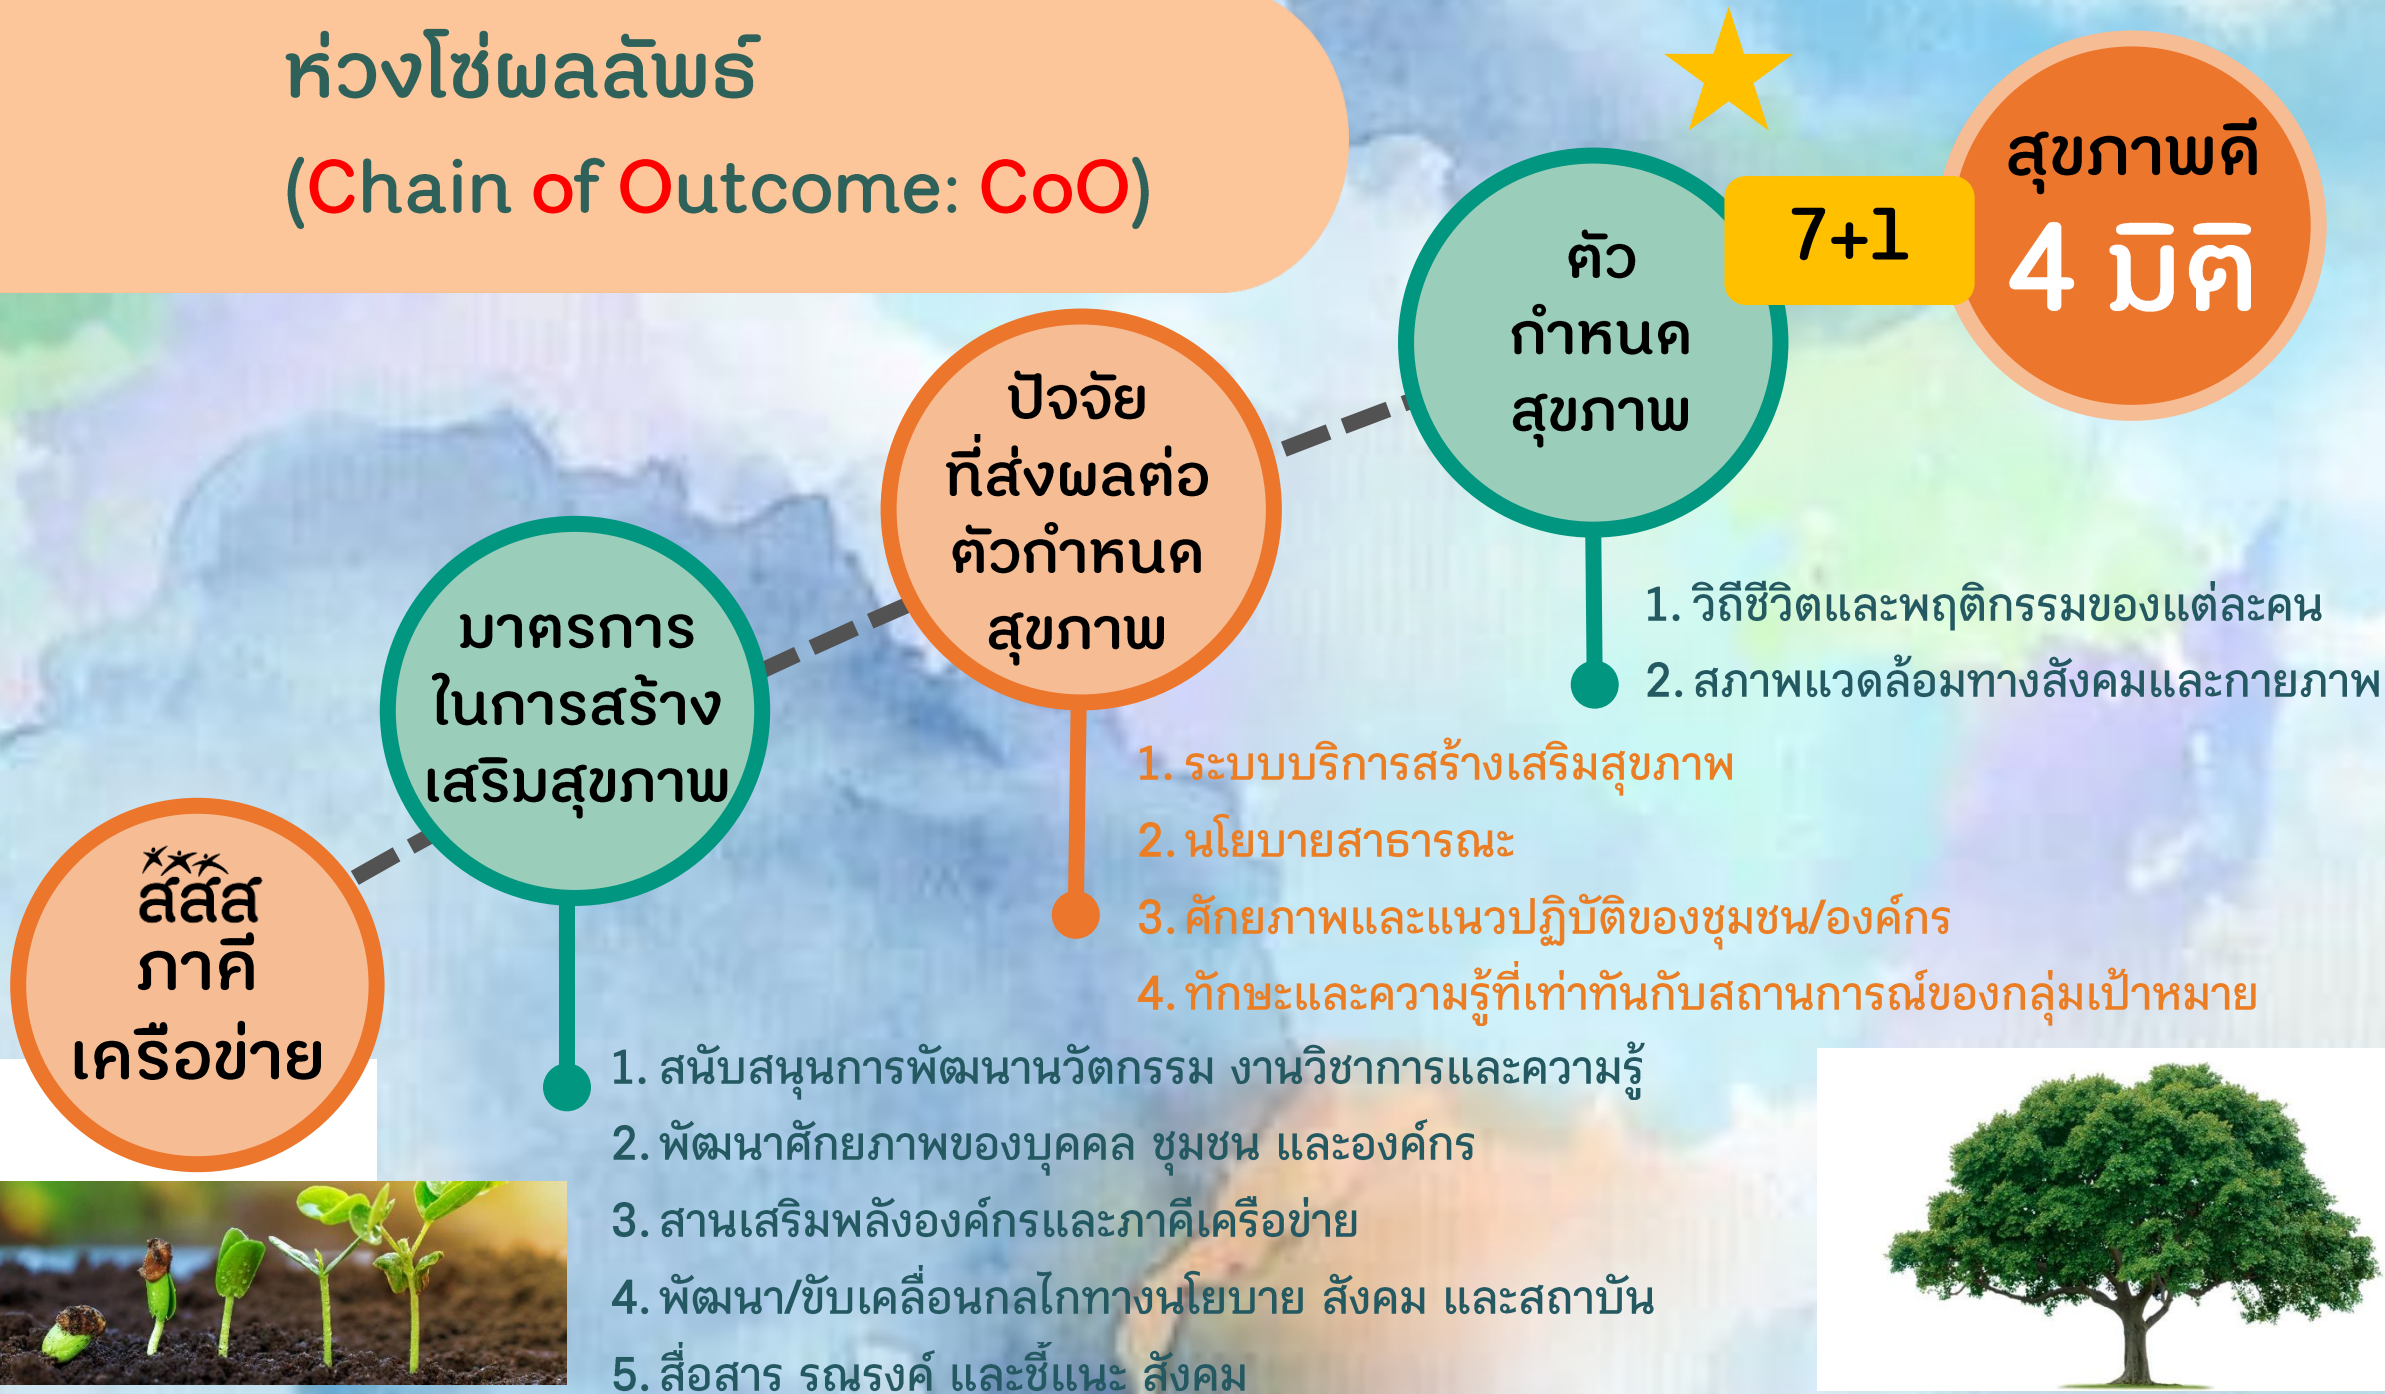 ห่วงโซ่ผลลัพธ์
(Chain of Outcome: CoO)
สุขภาพดี
4 มิติ
7+1
ตัว
กำหนด
สุขภาพ
1. วิถีชีวิตและพฤติกรรมของแต่ละคน
2. สภาพแวดล้อมทางสังคมและกายภาพ
ปัจจัย
ที่ส่งผลต่อ
ตัวกำหนด
สุขภาพ
1. ระบบบริการสร้างเสริมสุขภาพ
2. นโยบายสาธารณะ
3. ศักยภาพและแนวปฏิบัติของชุมชน/องค์กร
4. ทักษะและความรู้ที่เท่าทันกับสถานการณ์ของกลุ่มเป้าหมาย
มาตรการ
ในการสร้าง
เสริมสุขภาพ
1. สนับสนุนการพัฒนานวัตกรรม งานวิชาการและความรู้
2. พัฒนาศักยภาพของบุคคล ชุมชน และองค์กร
3. สานเสริมพลังองค์กรและภาคีเครือข่าย
4. พัฒนา/ขับเคลื่อนกลไกทางนโยบาย สังคม และสถาบัน
5. สื่อสาร รณรงค์ และชี้แนะ สังคม
สสส
ภาคี
เครือข่าย